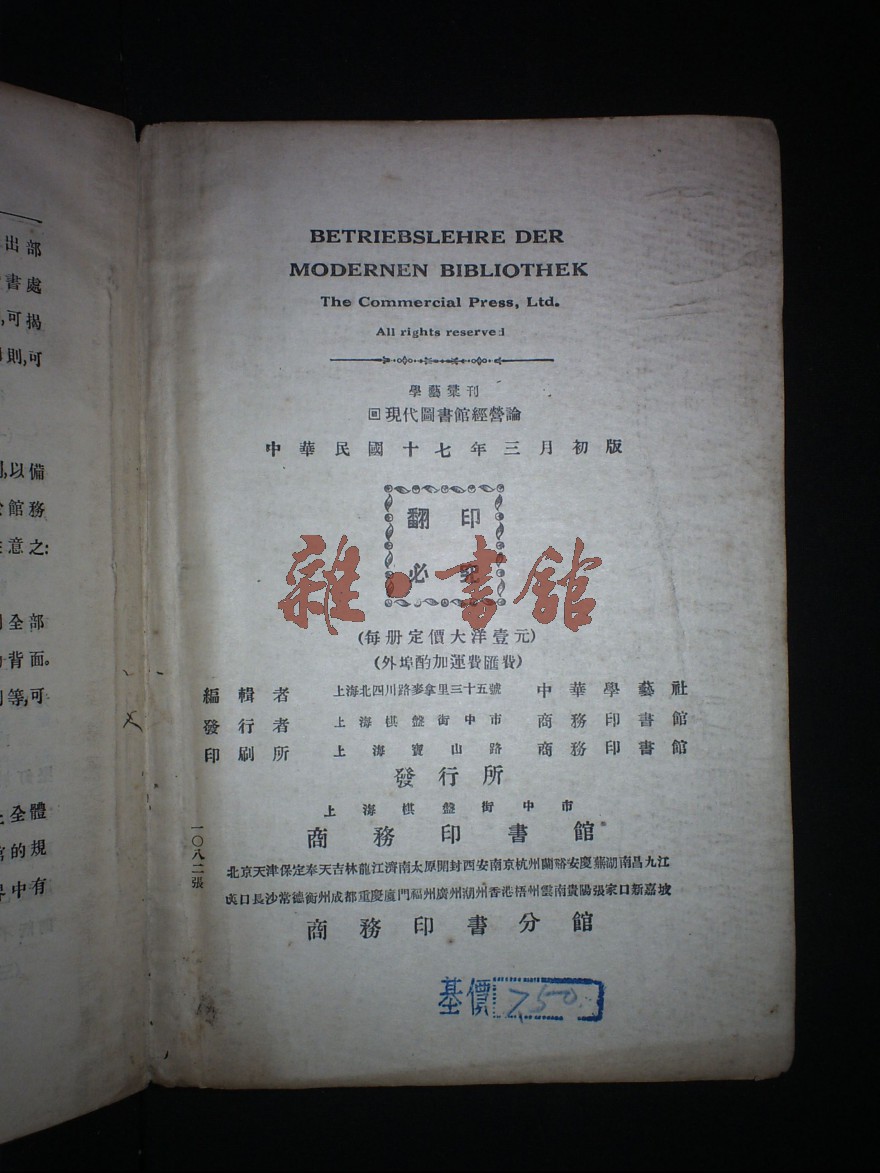 BETRIEBSLEHRE DER
MODERNEN BIBLIOTHEK
The Commercial Press, Ltd.
All rights reserved
學藝彙刊
回現代圖書館經營論
中華民國十七年三月初版
翻印
必究
雜·書館
(每册定價大洋壹元)
(外埠酌加運費匯費)
編輯者 上海北四川路麥拿里三十五號 中華學藝社
發行者 上海棋盤街中市 商務印書館
印刷所 上海寶山路 商務印書館
發行所
上海棋盤街中市
商務印書館
北京天津保定奉天吉林龍江濟南太原開封西安南京杭州蘭谿安慶蕪湖南昌九江
漢口長沙常德衡州成都重慶廈門福州廣州潮州香港梧州雲南貴陽張家口新嘉坡
商務印書分館
一〇八二張
基價 750
出部
書處
,可揭
則,可
以備
館務
意之:
全部
背面。
等,可
全體
的規
中有